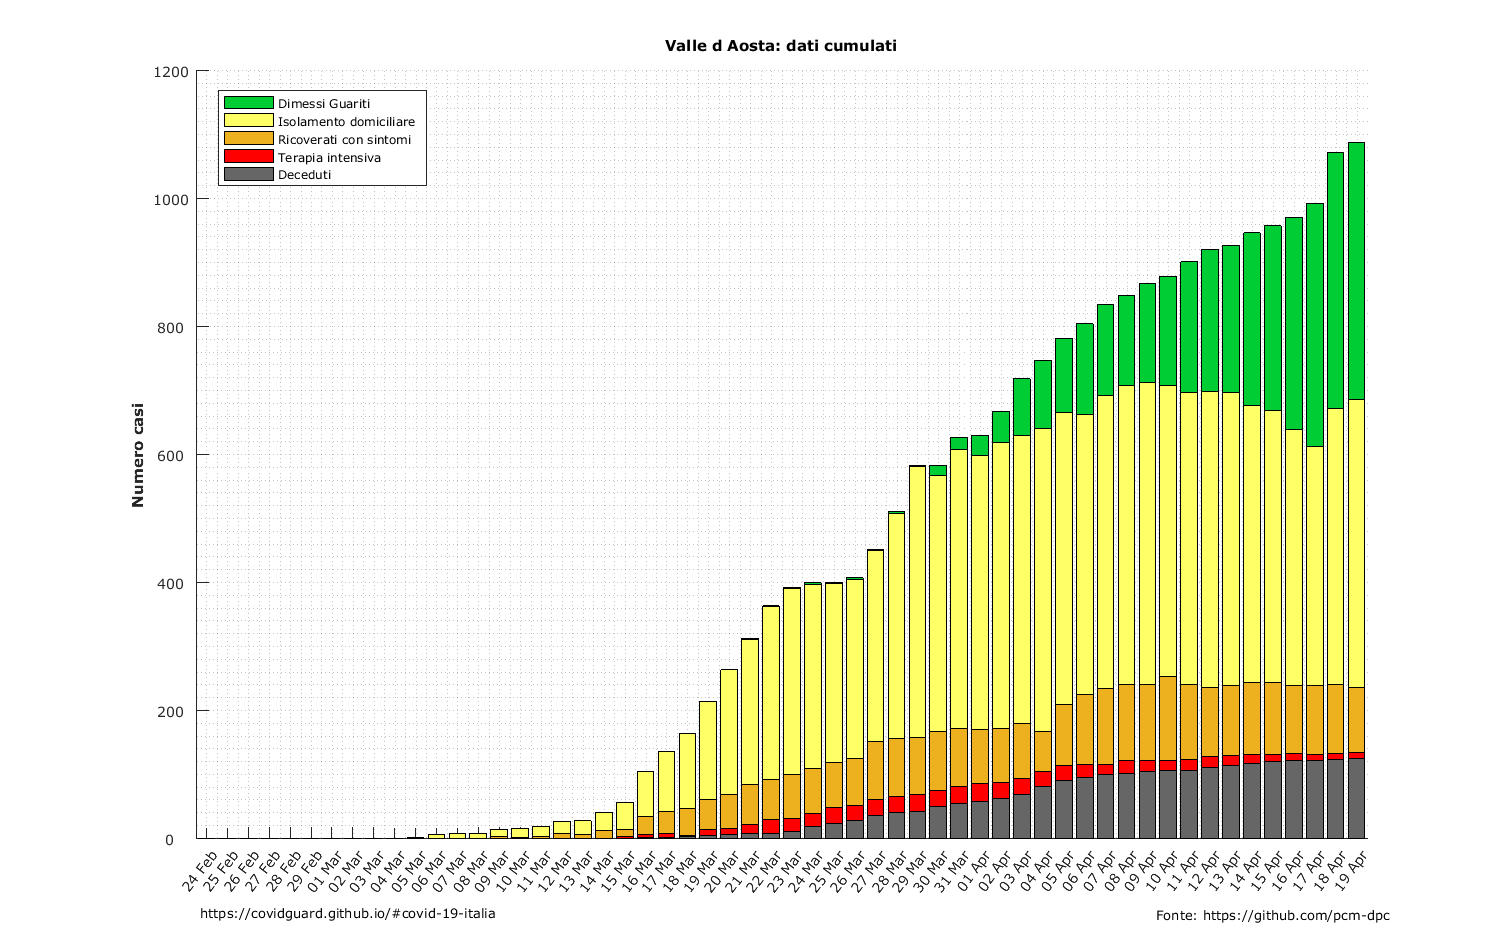 Valle d Aosta: dati cumulati
1200
1000
800
600
400
200
0
Numero casi
Dimessi Guariti
Isolamento domiciliare
Ricoverati con sintomi
Terapia intensiva
Deceduti
24 Feb
25 Feb
26 Feb
27 Feb
28 Feb
29 Feb
01 Mar
02 Mar
03 Mar
04 Mar
05 Mar
06 Mar
07 Mar
08 Mar
09 Mar
10 Mar
11 Mar
12 Mar
13 Mar
14 Mar
15 Mar
16 Mar
17 Mar
18 Mar
19 Mar
20 Mar
21 Mar
22 Mar
23 Mar
24 Mar
25 Mar
26 Mar
27 Mar
28 Mar
29 Mar
30 Mar
31 Mar
01 Apr
02 Apr
03 Apr
04 Apr
05 Apr
06 Apr
07 Apr
08 Apr
09 Apr
10 Apr
11 Apr
12 Apr
13 Apr
14 Apr
15 Apr
16 Apr
17 Apr
18 Apr
19 Apr
https://covidguard.github.io/#covid-19-italia
Fonte: https://github.com/pcm-dpc